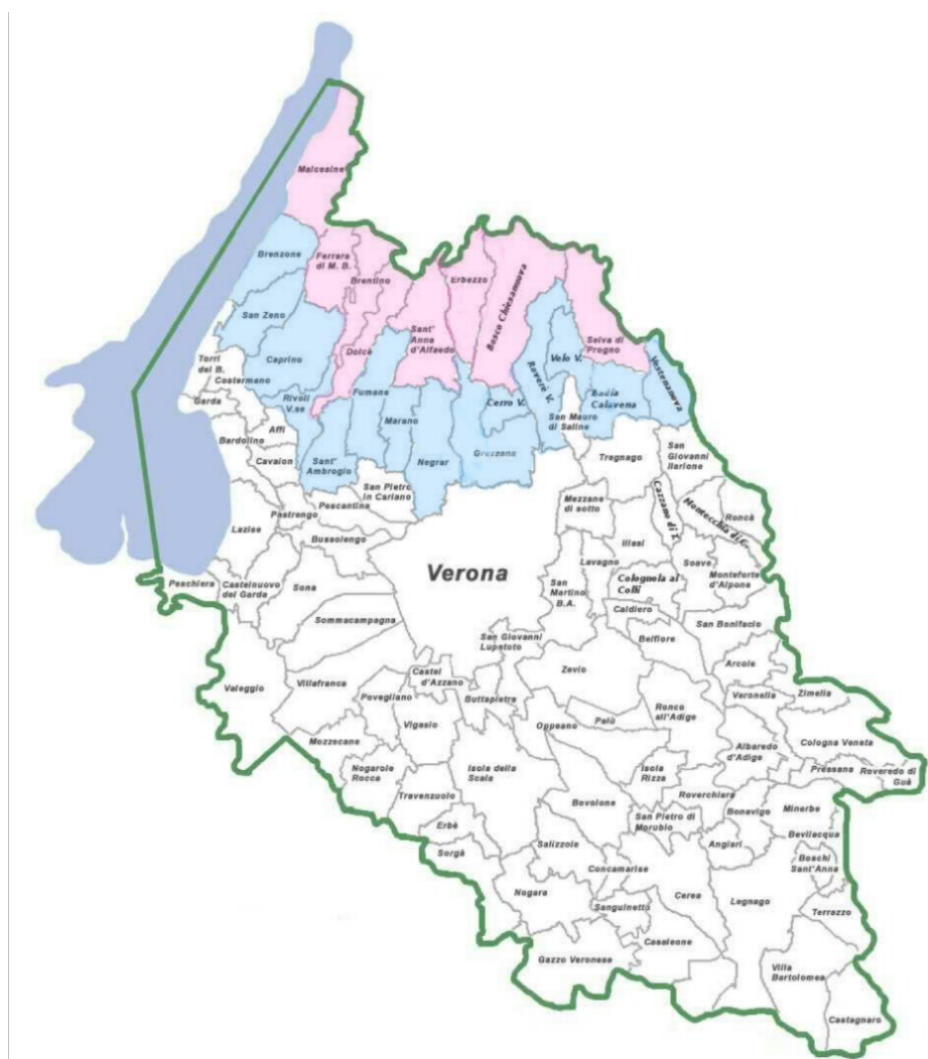 Malcesine
Brenzone
Ferrara
di M. B.
Brentino
Erbezzo
Bosco Chiesanuova
San Zeno
Sant'
Anna
d'Alfaedo
Selva di
Progno
Caprino
Dolcè
Velo V.
Vestenanova
Torri
del B.
Costermano
Roverè V.
Garda
Rivoli
V.se
Fumane
Cerro V.
Badia
Calavena
Marano
San Mauro
di Saline
Affi
Bardolino
Cavaion
Sant'
Ambrogio
Negrar
Grezzana
Tregnago
San
Giovanni
Ilarione
San Pietro
in Cariano
Pescantina
Pastrengo
Mezzane
di sotto
Cazzano di T.
Montecchia di C.
Roncà
Lazise
Bussolengo
Illasi
Verona
Lavagno
Soave
Peschiera
Castelnuovo
del Garda
Sona
San
Martino
B.A.
Colognola ai
Colli
Monteforte
d'Alpone
Caldiero
Sommacampagna
San Bonifacio
San Giovanni
Lupatoto
Belfiore
Castel
d'Azzano
Zevio
Arcole
Valeggio
Villafranca
Povegliano
Buttapietra
Veronella
Zimella
Ronco
all'Adige
Vigasio
Oppeano
Palù
Mozzecane
Albaredo
d'Adige
Cologna Veneta
Nogarole
Rocca
Isola della
Scala
Isola
Rizza
Pressana
Roveredo di
Guà
Trevenzuolo
Bovolone
Roverchiara
Bonavigo
Minerbe
Erbè
San Pietro di
Morubio
Bevilacqua
Sorgà
Salizzole
Angiari
Boschi
Sant'Anna
Concamarise
Nogara
Cerea
Legnago
Sanguinetto
Terrazzo
Casaleone
Gazzo Veronese
Villa
Bartolomea
Castagnaro